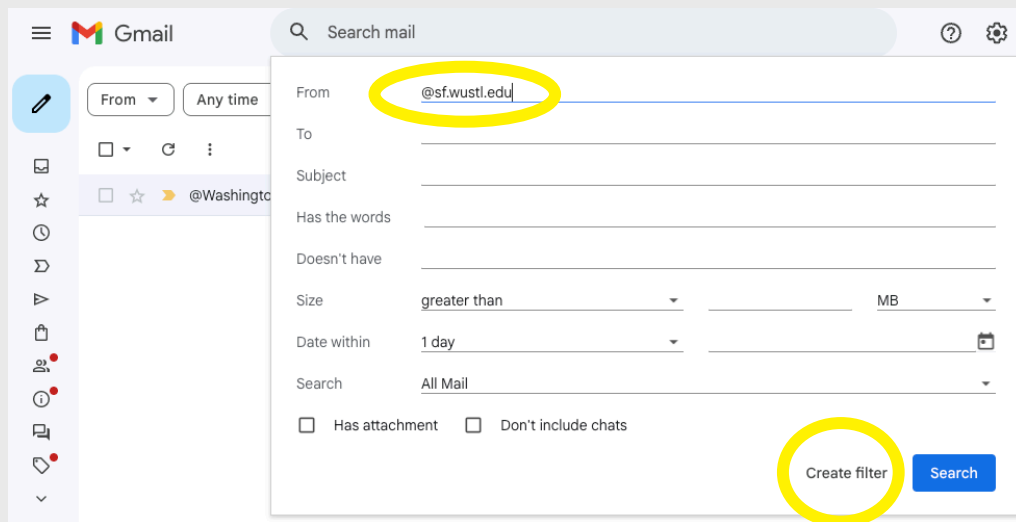 Gmail
Search mail
From
Any time
@Washingto
From @sf.wustl.edu
To
Subject
Has the words
Doesn't have
Size greater than MB
Date within 1 day
Search All Mail
Has attachment Don't include chats
Create filter Search